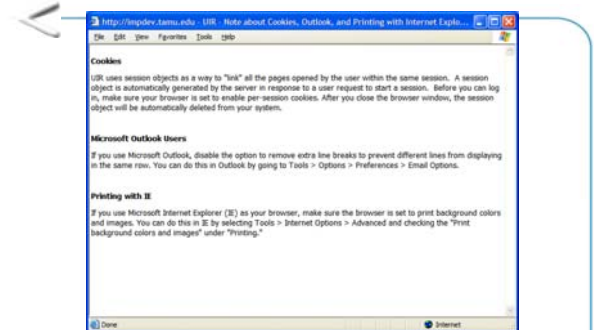 http://impdev.tamu.edu - UIR - Note about Cookies, Outlook, and Printing with Internet Explo...
File Edit View Favorites Tools Help
Cookies
UIR uses session objects as a way to "link" all the pages opened by the user within the same session. A session
object is automatically generated by the server in response to a user request to start a session. Before you can log
in, make sure your browser is set to enable per-session cookies. After you close the browser window, the session
object will be automatically deleted from your system.
Microsoft Outlook Users
If you use Microsoft Outlook, disable the option to remove extra line breaks to prevent different lines from displaying
in the same row. You can do this in Outlook by going to Tools > Options > Preferences > Email Options.
Printing with IE
If you use Microsoft Internet Explorer (IE) as your browser, make sure the browser is set to print background colors
and images. You can do this in IE by selecting Tools > Internet Options > Advanced and checking the "Print
background colors and images" under "Printing."
Done Internet